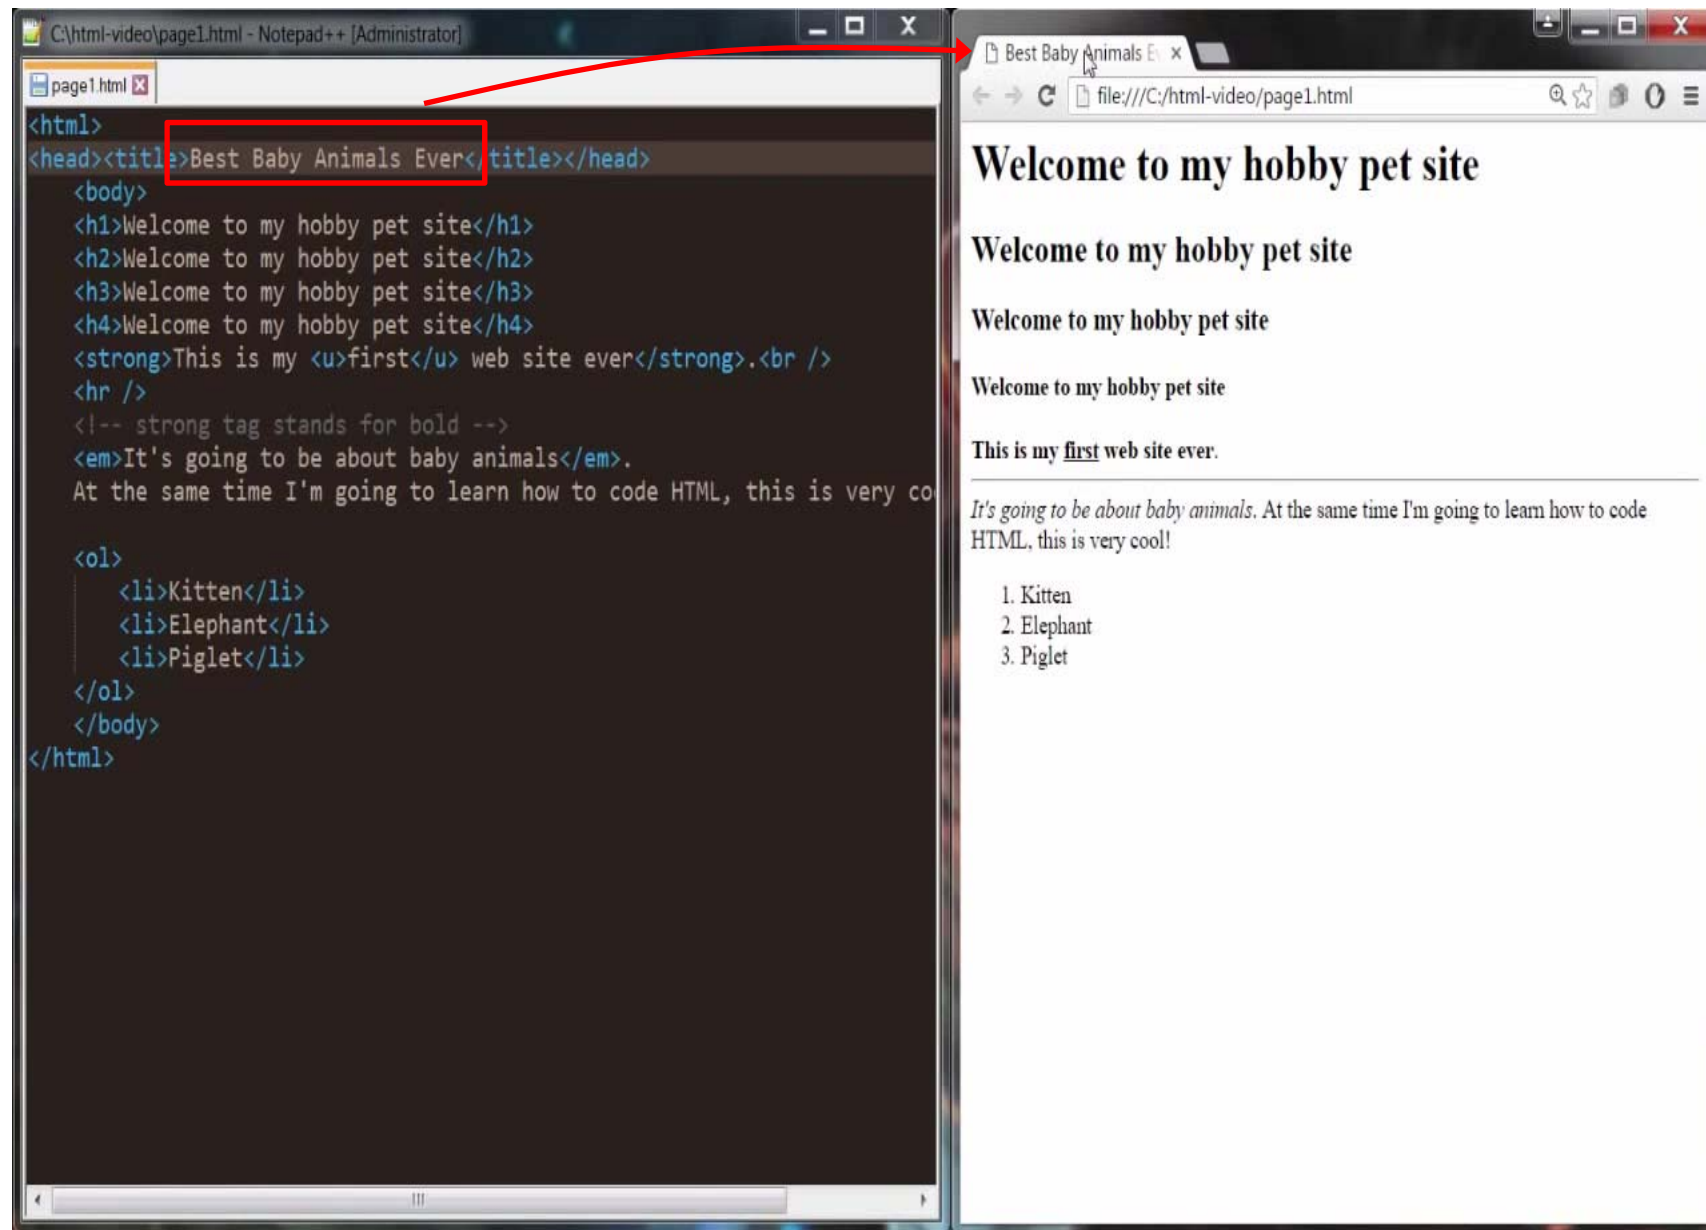 C:\html-video\page1.html - Notepad++ [Administrator]
page1.html
<html>
<head><title>Best Baby Animals Ever</title></head>
<body>
<h1>Welcome to my hobby pet site</h1>
<h2>Welcome to my hobby pet site</h2>
<h3>Welcome to my hobby pet site</h3>
<h4>Welcome to my hobby pet site</h4>
<strong>This is my <u>first</u> web site ever</strong>.<br />
<hr />
<!-- strong tag stands for bold -->
<em>It's going to be about baby animals</em>.
At the same time I'm going to learn how to code HTML, this is very co
<ol>
<li>Kitten</li>
<li>Elephant</li>
<li>Piglet</li>
</ol>
</body>
</html>
Best Baby Animals E
file:///C:/html-video/page1.html
Welcome to my hobby pet site
Welcome to my hobby pet site
Welcome to my hobby pet site
Welcome to my hobby pet site
This is my first web site ever.
It's going to be about baby animals. At the same time I'm going to learn how to code
HTML, this is very cool!
1. Kitten
2. Elephant
3. Piglet